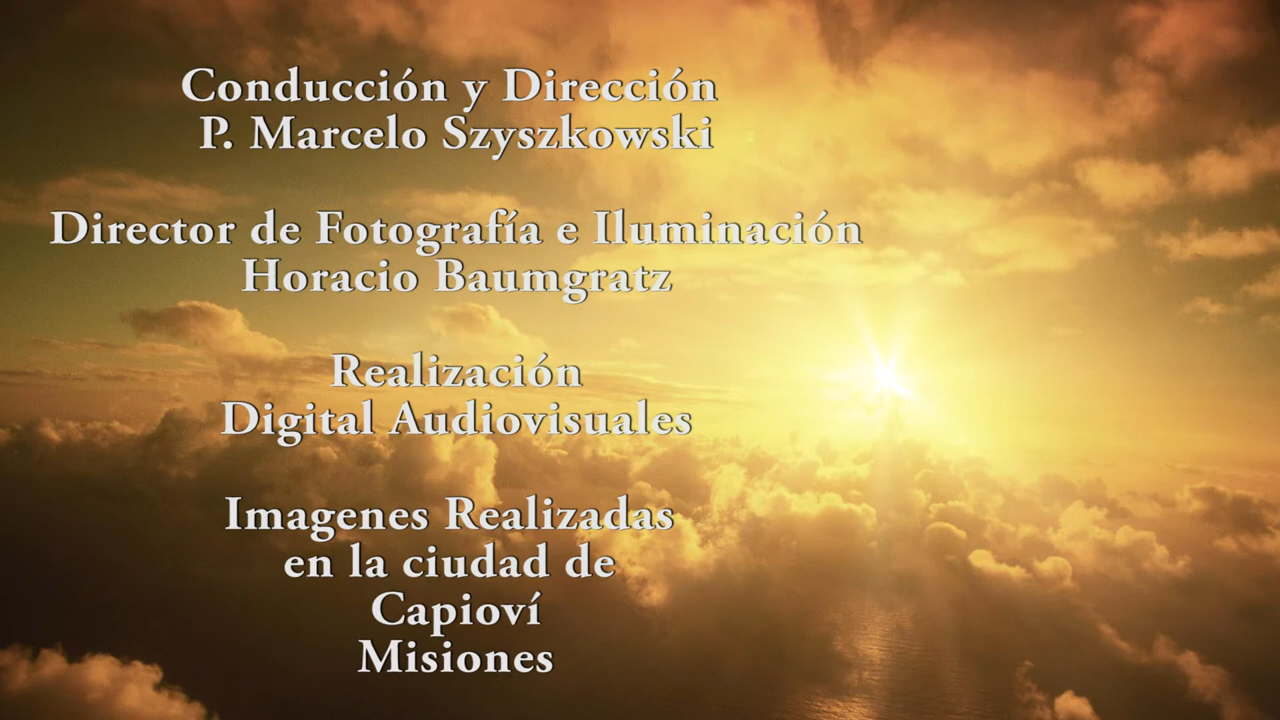 Conducción y Dirección
P. Marcelo Szyszkowski
Director de Fotografía e Iluminación
Horacio Baumgratz
Realización
Digital Audiovisuales
Imagenes Realizadas
en la ciudad de
Capioví
Misiones